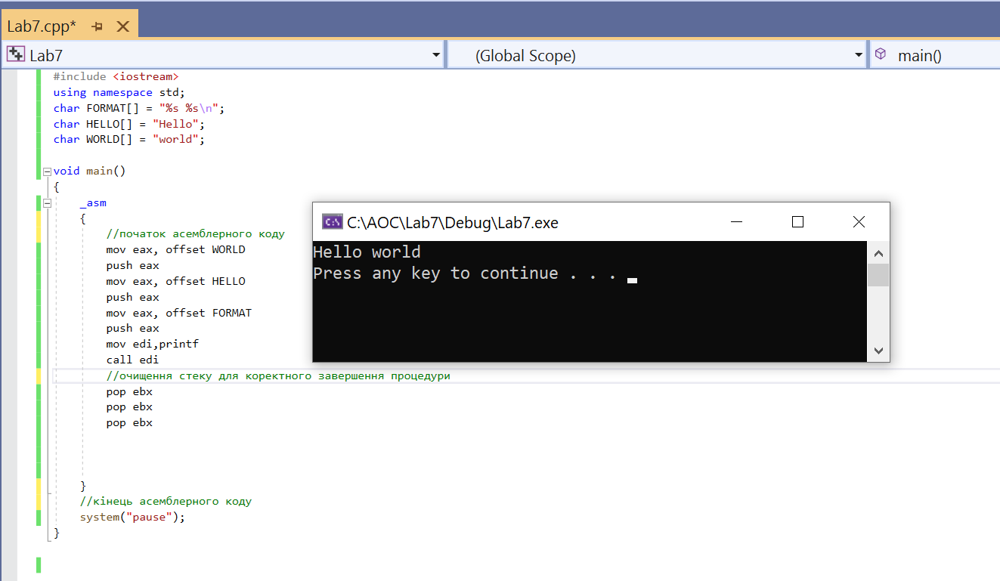 Lab7.cpp*
Lab7 (Global Scope) main()
#include <iostream>
using namespace std;
char FORMAT[] = "%s %s\n";
char HELLO[] = "Hello";
char WORLD[] = "world";
void main()
{
_asm
{
//початок асемблерного коду
mov eax, offset WORLD
push eax
mov eax, offset HELLO
push eax
mov eax, offset FORMAT
push eax
mov edi,printf
call edi
//очищення стеку для коректного завершення процедури
pop ebx
pop ebx
pop ebx
}
//кінець асемблерного коду
system("pause");
}
C:\ C:\AOC\Lab7\Debug\Lab7.exe
Hello world
Press any key to continue . . .